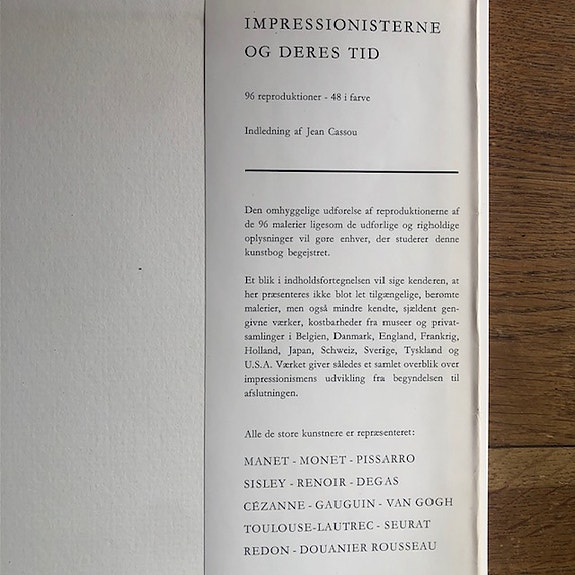 IMPRESSIONISTERNE
OG DERES TID
96 reproduktioner - 48 i farve
Indledning af Jean Cassou
Den omhyggelige udførelse af reproduktionerne af
de 96 malerier ligesom de udførlige og righoldige
oplysninger vil gøre enhver, der studerer denne
kunstbog begejstret.
Et blik i indholdsfortegnelsen vil sige kenderen, at
her præsenteres ikke blot let tilgængelige, berømte
malerier, men også mindre kendte, sjældent gen-
givne værker, kostbarheder fra museer og privat-
samlinger i Belgien, Danmark, England, Frankrig,
Holland, Japan, Schweiz, Sverige, Tyskland og
U.S.A. Værket giver således et samlet overblik over
impressionismens udvikling fra begyndelsen til
afslutningen.
Alle de store kunstnere er repræsenteret:
MANET - MONET - PISSARRO
SISLEY - RENOIR - DEGAS
CÉZANNE - GAUGUIN - VAN GOGH
TOULOUSE-LAUTREC - SEURAT
REDON - DOUANIER ROUSSEAU